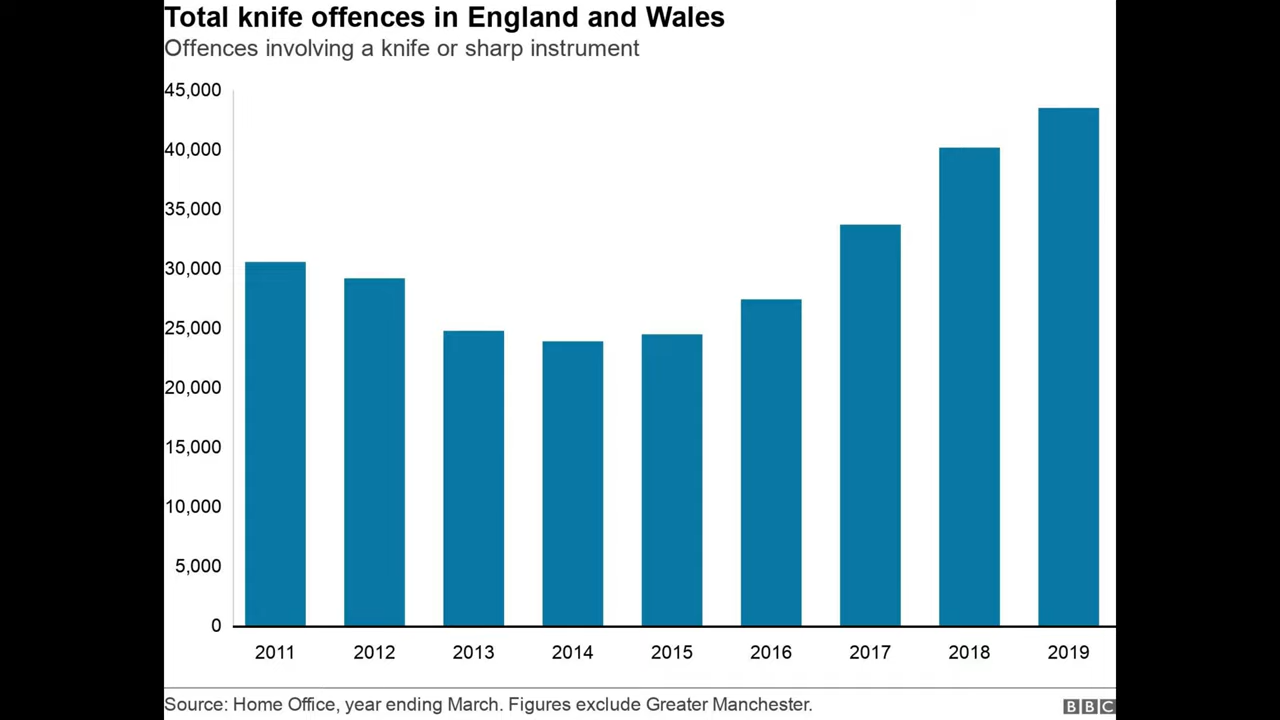 Total knife offences in England and Wales
Offences involving a knife or sharp instrument
45,000
40,000
35,000
30,000
25,000
20,000
15,000
10,000
5,000
0
2011 2012 2013 2014 2015 2016 2017 2018 2019
Source: Home Office, year ending March. Figures exclude Greater Manchester.
BBC